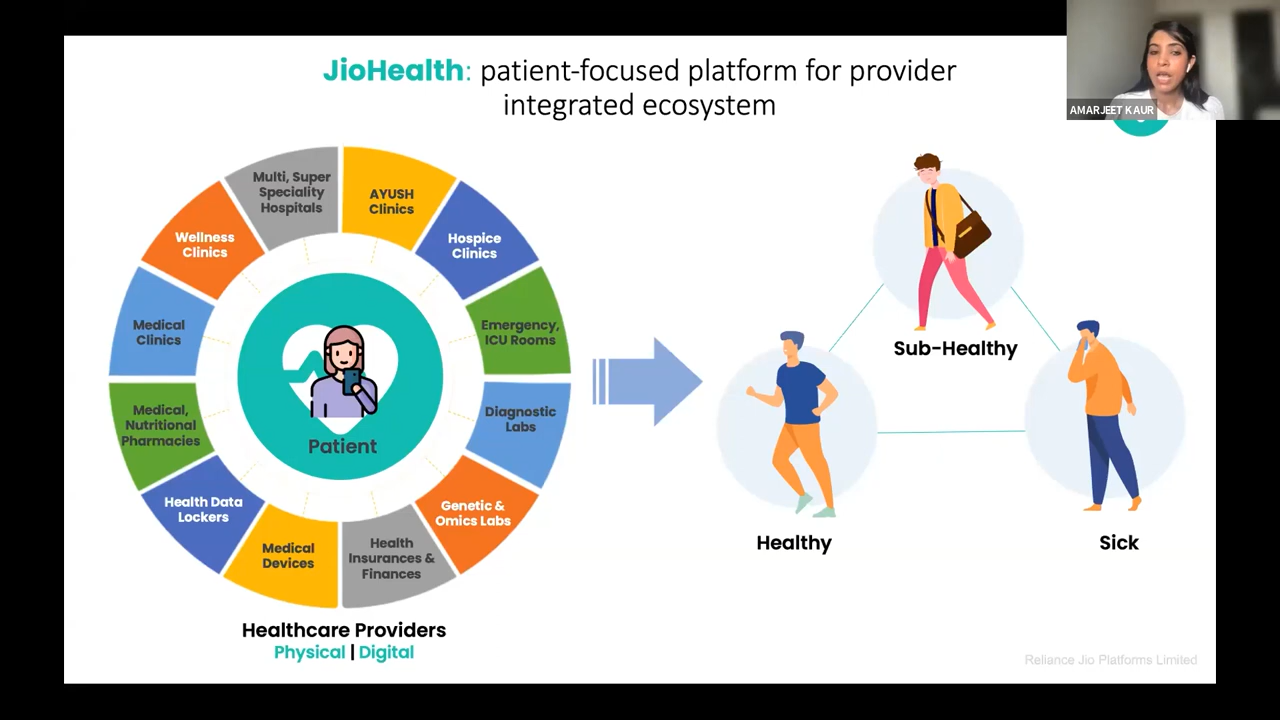 JioHealth: patient-focused platform for provider
integrated ecosystem
AMARJEET KAUR
Multi, Super
Speciality
Hospitals
AYUSH
Clinics
Hospice
Clinics
Emergency,
ICU Rooms
Diagnostic
Labs
Genetic &
Omics Labs
Health
Insurances &
Finances
Medical
Devices
Health Data
Lockers
Medical,
Nutritional
Pharmacies
Medical
Clinics
Wellness
Clinics
Patient
Healthcare Providers
Physical | Digital
Sub-Healthy
Healthy
Sick
Reliance Jio Platforms Limited